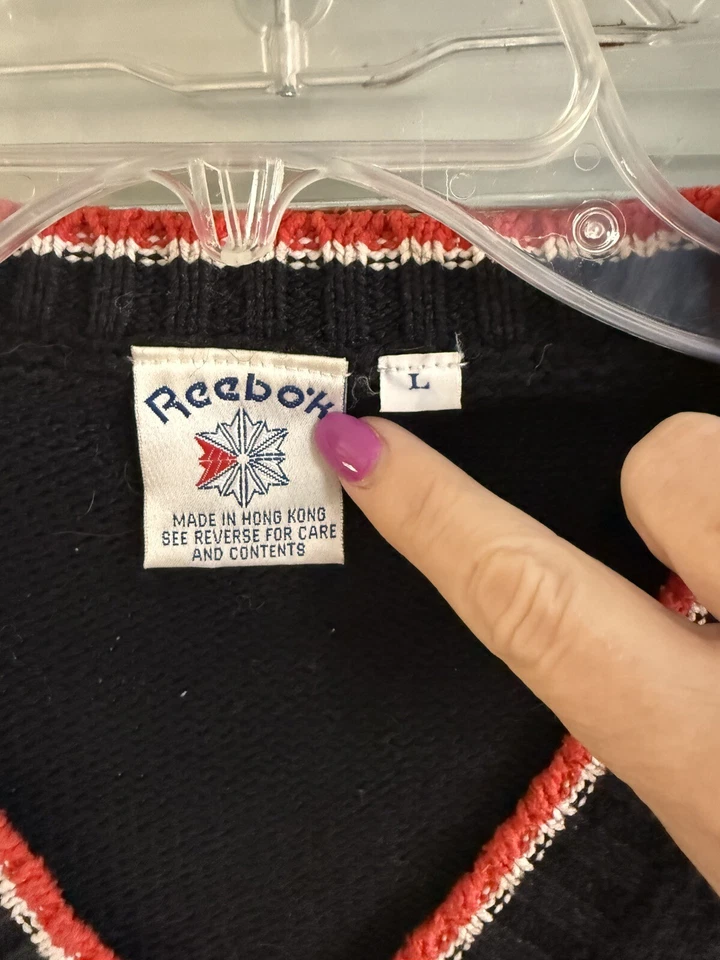 Reebok
L
MADE IN HONG KONG
SEE REVERSE FOR CARE
AND CONTENTS